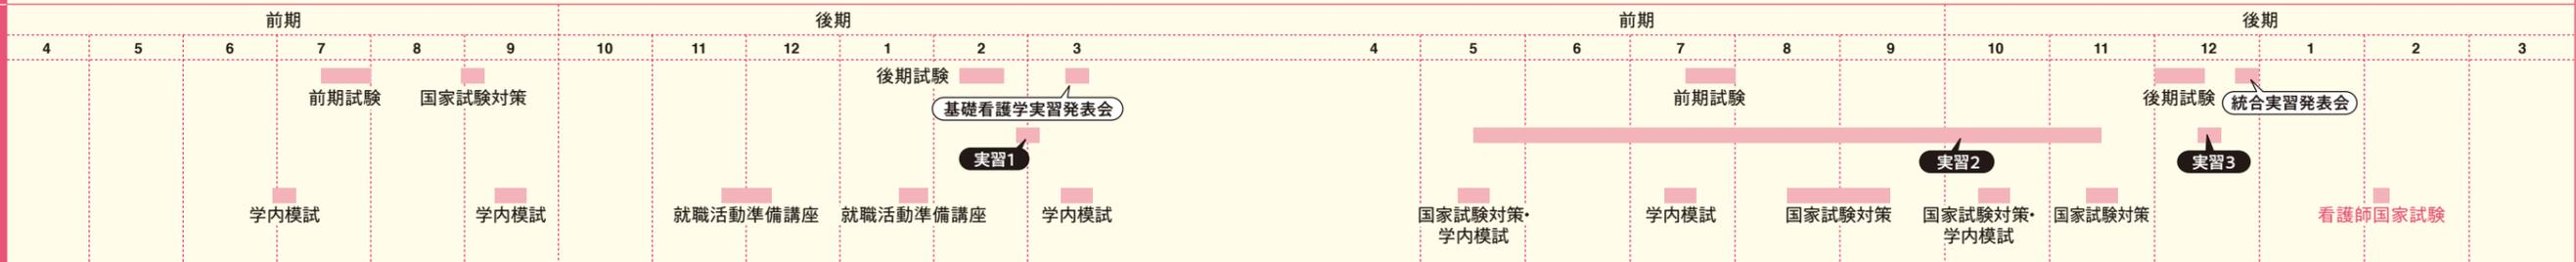 前期 後期 前期 後期
4 5 6 7 8 9 10 11 12 1 2 3 4 5 6 7 8 9 10 11 12 1 2 3
後期試験
前期試験 国家試験対策 基礎看護学実習発表会 前期試験 後期試験 統合実習発表会
実習1 実習2 実習3
学内模試 学内模試 就職活動準備講座 就職活動準備講座 学内模試 国家試験対策・ 学内模試 国家試験対策 国家試験対策・ 国家試験対策 看護師国家試験
学内模試 学内模試